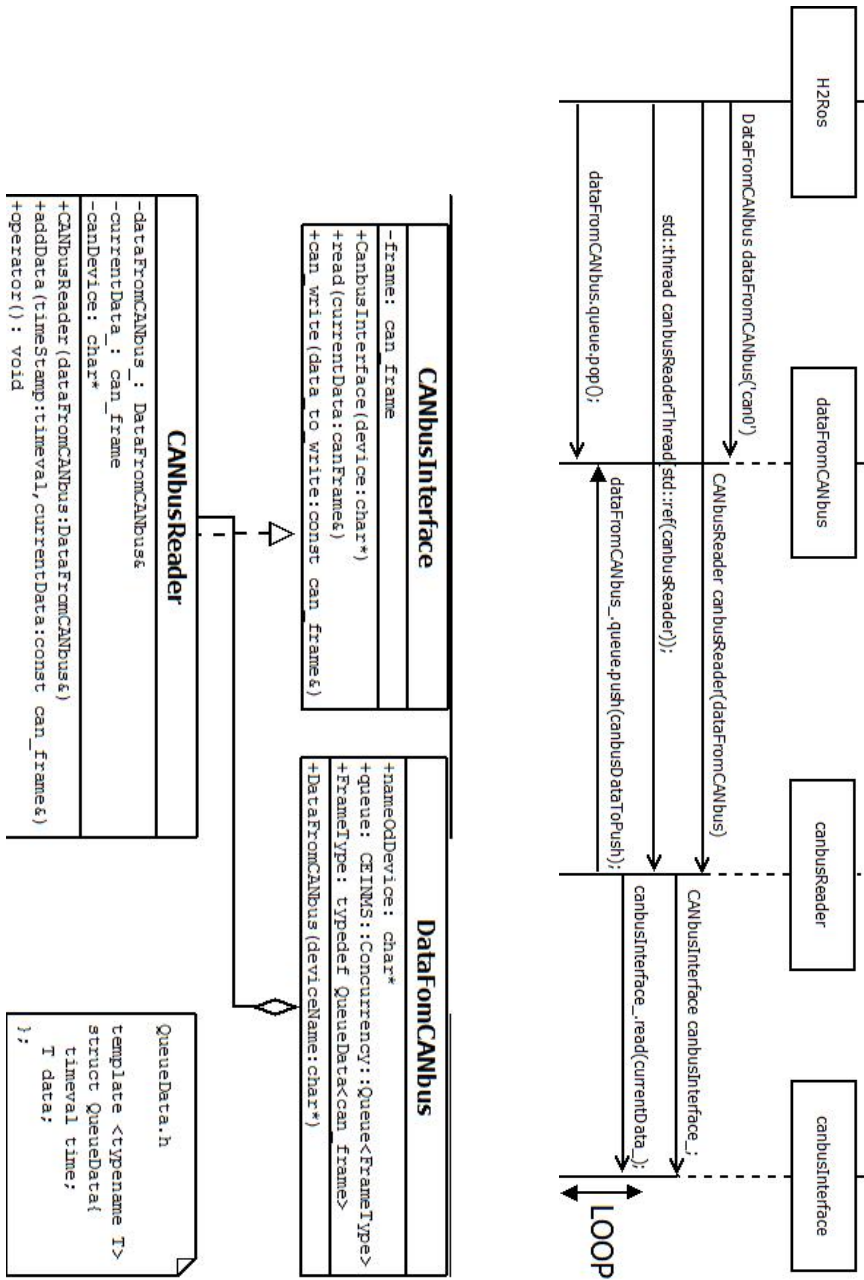 H2Ros
dataFromCANbus
canbusReader
canbusInterface
DataFromCANbus dataFromCANbus('can0')
CANbusReader canbusReader(dataFromCANbus)
CANbusInterface canbusInterface_;
std::thread canbusReaderThread(std::ref(canbusReader));
canbusInterface_.read(currentData_);
dataFromCANbus_.queue.push(canbusDataToPush);
dataFromCANbus.queue.pop();
LOOP
CANbusInterface
-frame: can_frame
+CanbusInterface(device:char*)
+read(currentData:canFrame&)
+can_write(data_to_write:const can_frame&)
DataFomCANbus
+nameOdDevice: char*
+queue: CEINMS::Concurrency::Queue<FrameType>
+FrameType: typedef QueueData<can_frame>
+DataFromCANbus(deviceName:char*)
CANbusReader
-dataFromCANbus_: DataFromCANbus&
-currentData_: can_frame
-canDevice: char*
+CANbusReader(dataFromCANbus:DataFromCANbus&)
+addData(timeStamp:timeval,currentData:const can_frame&)
+operator(): void
QueueData.h
template <typename T>
struct QueueData{
timeval time;
T data;
};